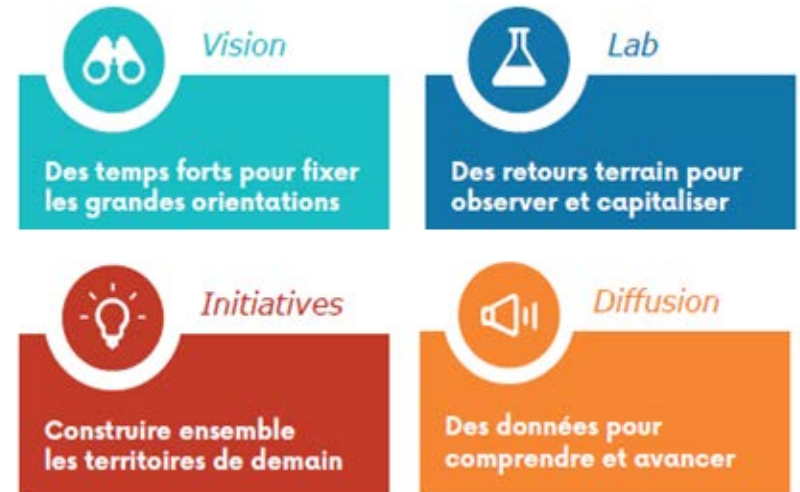 Vision
Des temps forts pour fixer
les grandes orientations
Lab
Des retours terrain pour
observer et capitaliser
Initiatives
Construire ensemble
les territoires de demain
Diffusion
Des données pour
comprendre et avancer